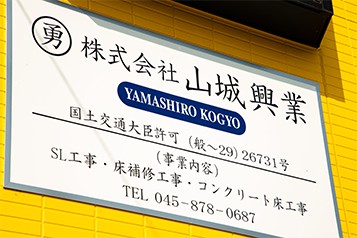 勇 株式会社 山城興業
YAMASHIRO KOGYO
国土交通大臣許可 (般〜29) 26731号
(事業内容)
SL工事・床補修工事・コンクリート床工事
TEL 045-878-0687